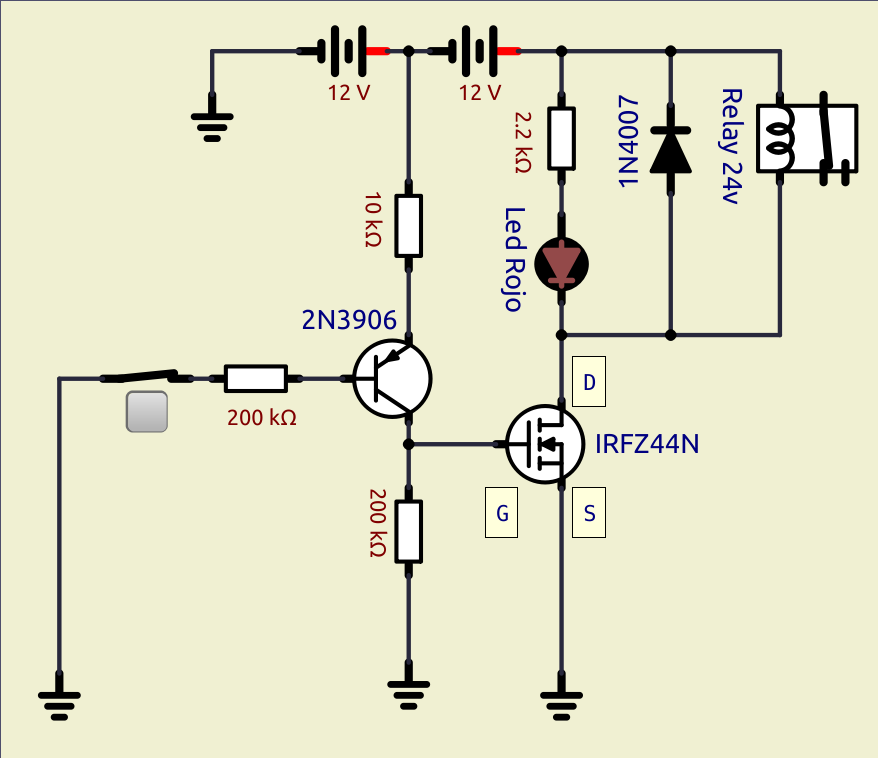 12 V
12 V
2.2 kΩ
1N4007
Relay 24v
10 kΩ
Led Rojo
2N3906
200 kΩ
D
IRFZ44N
200 kΩ
G
S